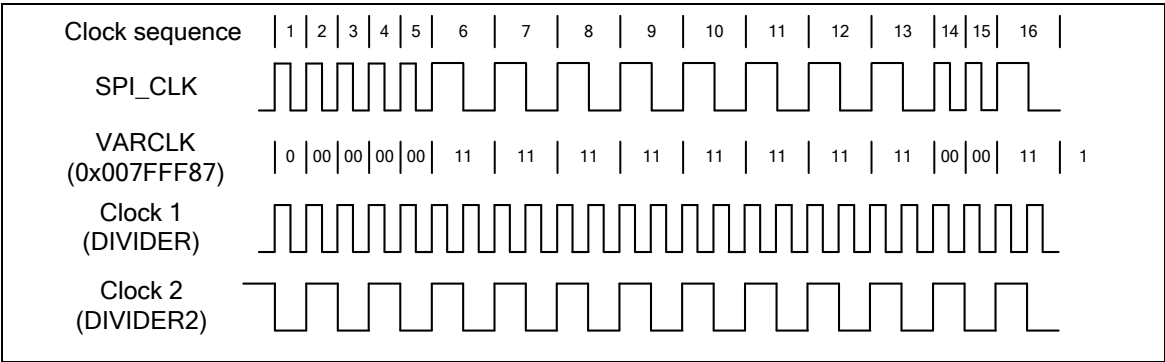 Clock sequence 1 2 3 4 5 6 7 8 9 10 11 12 13 14 15 16
SPI_CLK
VARCLK
(0x007FFF87)
0 00 00 00 00 11 11 11 11 11 11 11 11 00 00 11 1
Clock 1
(DIVIDER)
Clock 2
(DIVIDER2)